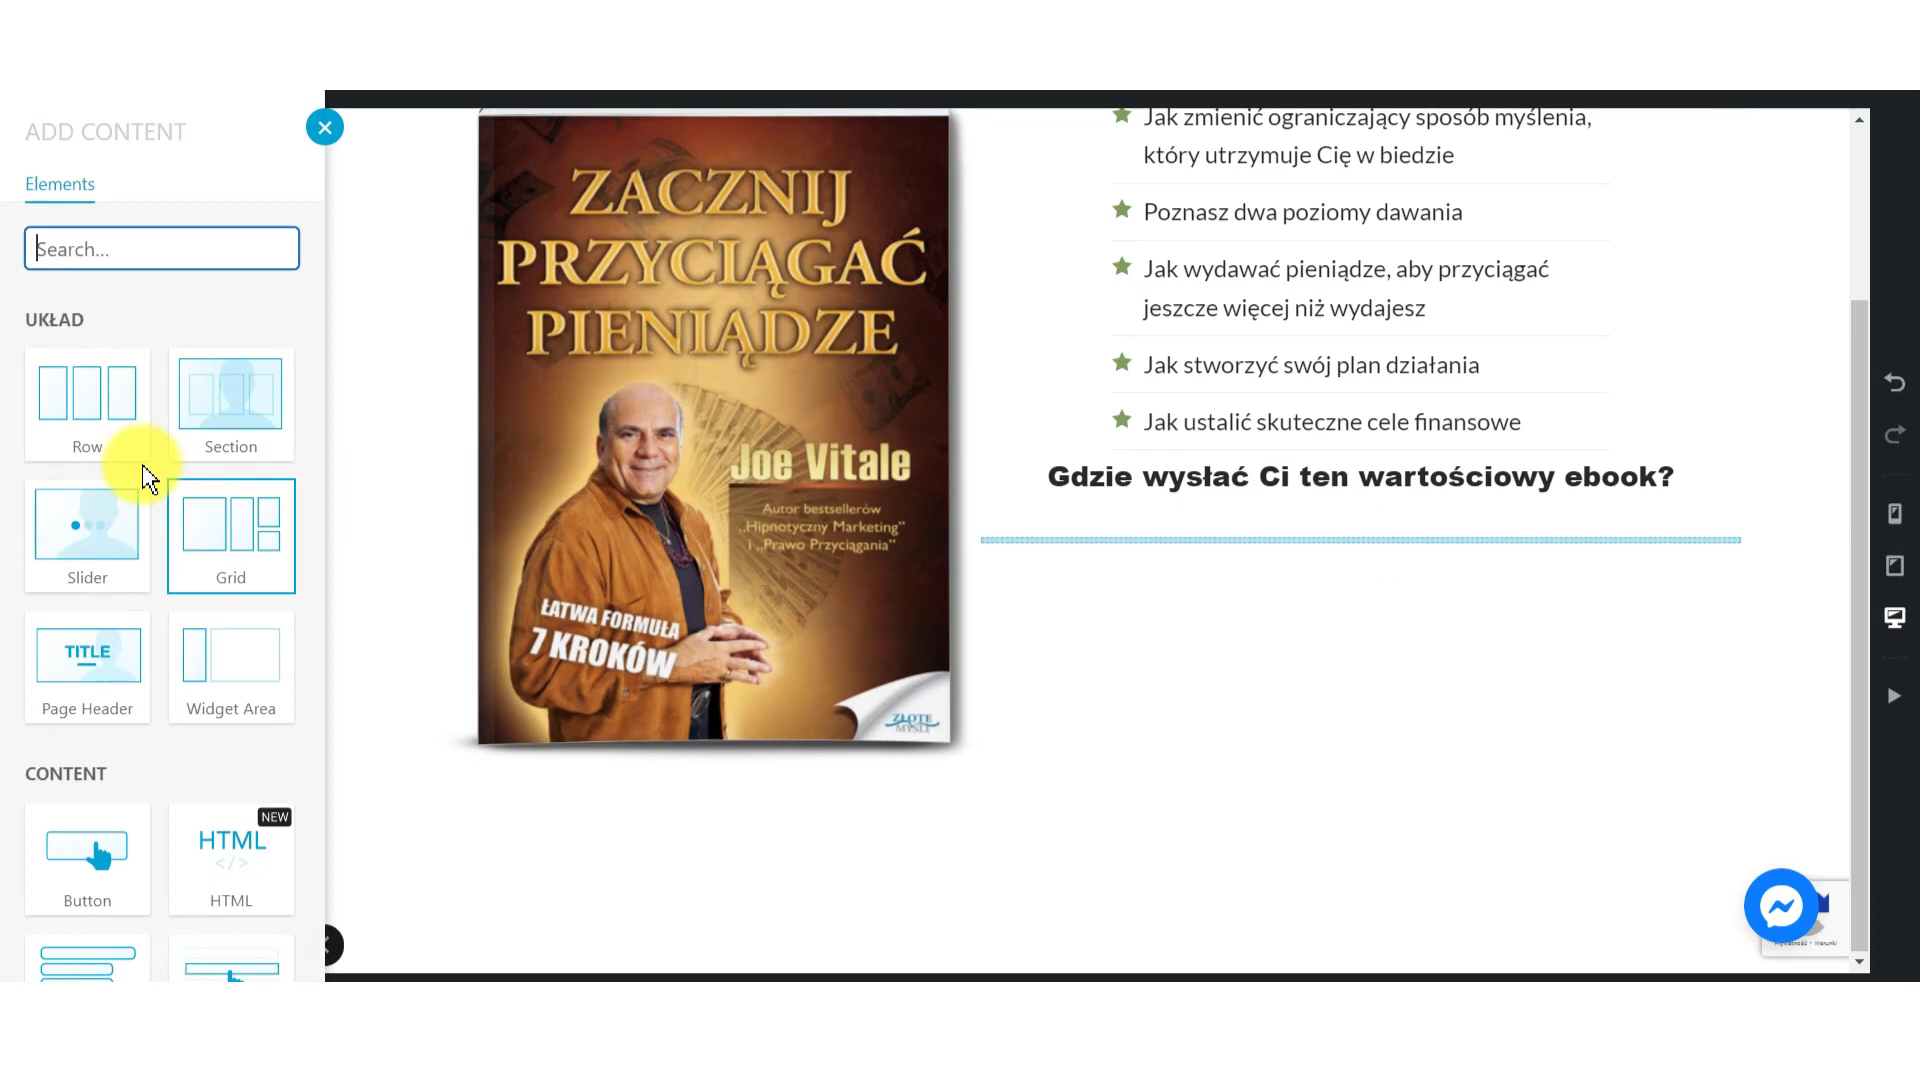 ADD CONTENT
Elements
Search...
UKŁAD
Row
Section
Slider
Grid
TITLE
Page Header
Widget Area
CONTENT
Button
NEW
HTML
</>
HTML
ZACZNIJ
PRZYCIĄGAĆ
PIENIĄDZE
Joe Vitale
Autor bestsellerów
„Hipnotyczny Marketing”
i „Prawo Przyciągania”
ŁATWA FORMUŁA
7 KROKÓW
ZŁOTE
MYŚLI
Jak zmienić ograniczający sposób myślenia,
który utrzymuje Cię w biedzie
Poznasz dwa poziomy dawania
Jak wydawać pieniądze, aby przyciągać
jeszcze więcej niż wydajesz
Jak stworzyć swój plan działania
Jak ustalić skuteczne cele finansowe
Gdzie wysłać Ci ten wartościowy ebook?
Prywatność - Warunki